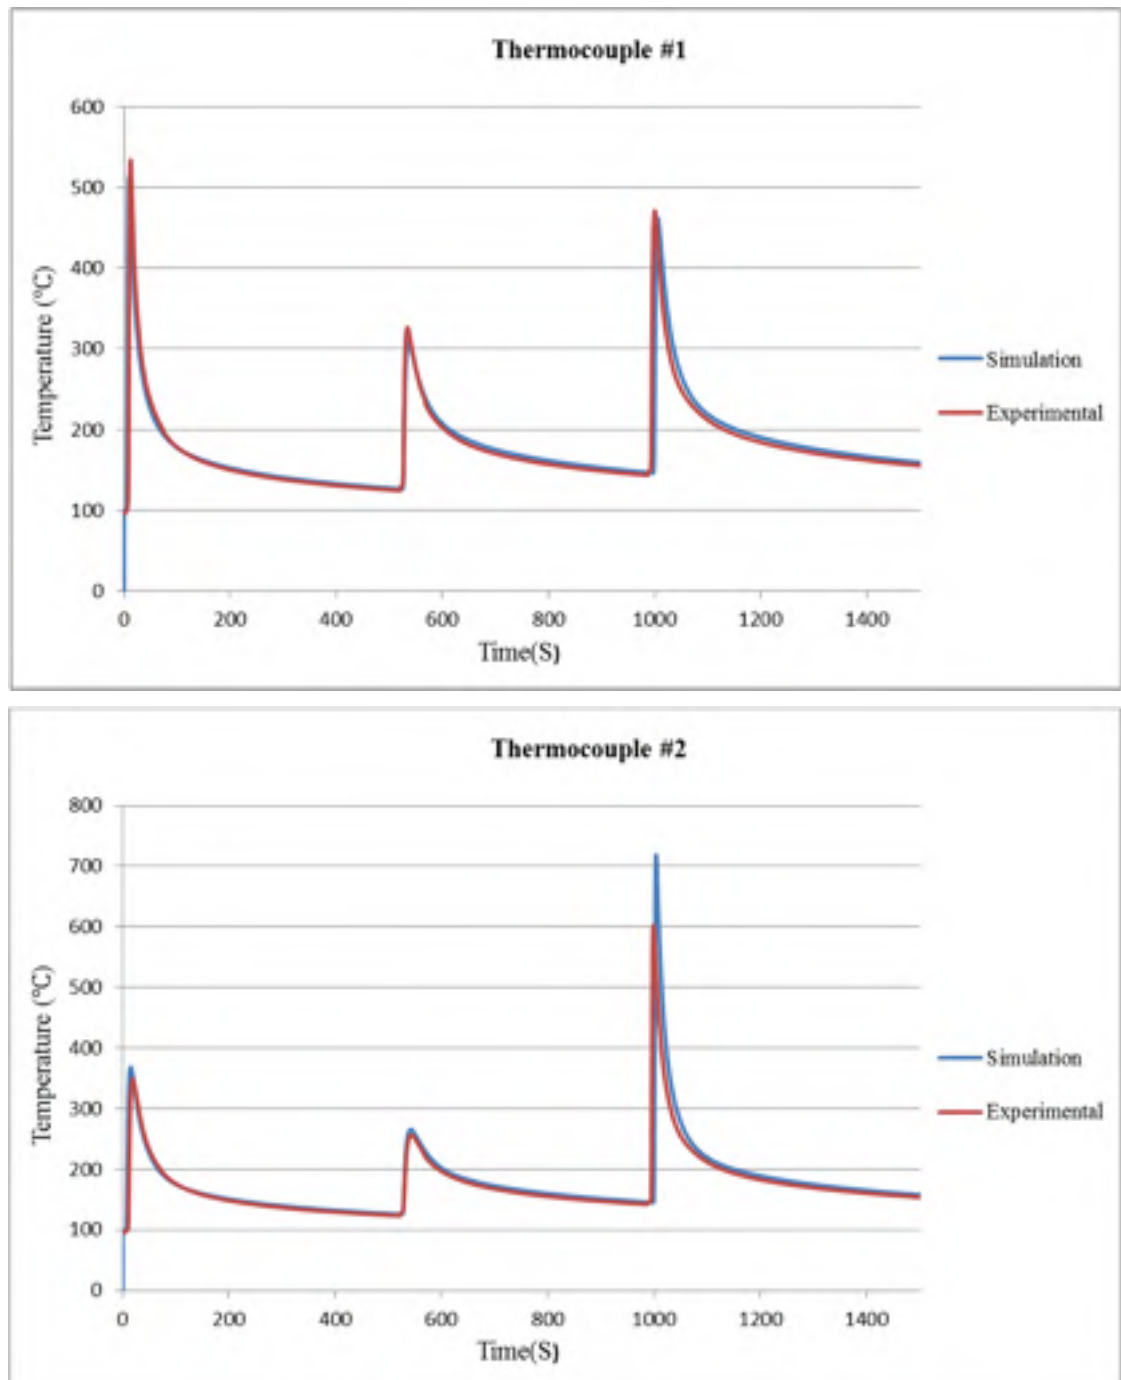 Thermocouple #1
600
500
400
300
200
100
0
Temperature (°C)
0 200 400 600 800 1000 1200 1400
Time(S)
Simulation
Experimental
Thermocouple #2
800
700
600
500
400
300
200
100
0
Temperature (°C)
0 200 400 600 800 1000 1200 1400
Time(S)
Simulation
Experimental